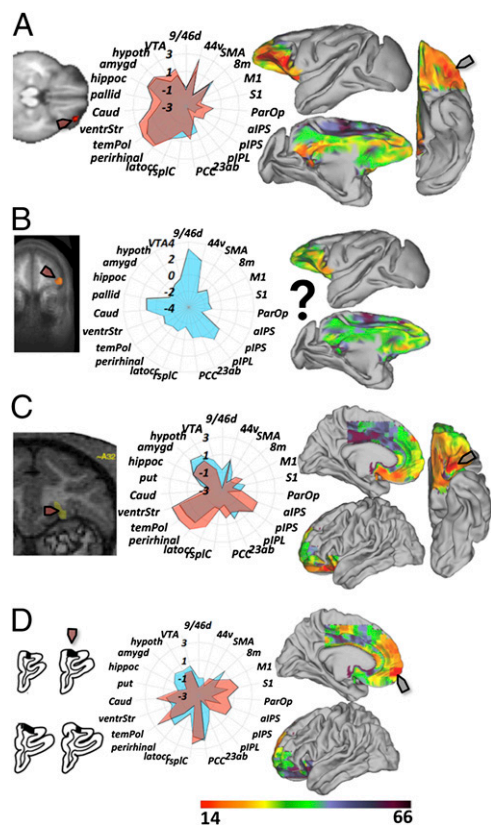 A
9/46d
44v
SMA
8m
M1
S1
ParOp
aIPS
pIPS
pIPL
23ab
PCC
rsplC
latocc
perirhinal
temPol
ventrStr
Caud
pallid
hippoc
amygd
hypoth
VTA
3
1
-1
-3
B
9/46d
44v
SMA
8m
M1
S1
ParOp
aIPS
pIPS
pIPL
23ab
PCC
rsplC
latocc
perirhinal
temPol
ventrStr
Caud
pallid
hippoc
amygd
hypoth
VTA
4
2
0
-2
-4
?
C
9/46d
44v
SMA
8m
M1
S1
ParOp
aIPS
pIPS
pIPL
23ab
PCC
rsplC
latocc
perirhinal
temPol
ventrStr
Caud
put
hippoc
amygd
hypoth
VTA
3
1
-1
-3
D
9/46d
44v
SMA
8m
M1
S1
ParOp
aIPS
pIPS
pIPL
23ab
PCC
rsplC
latocc
perirhinal
temPol
ventrStr
Caud
put
hippoc
amygd
hypoth
VTA
3
1
-1
-3
14 66